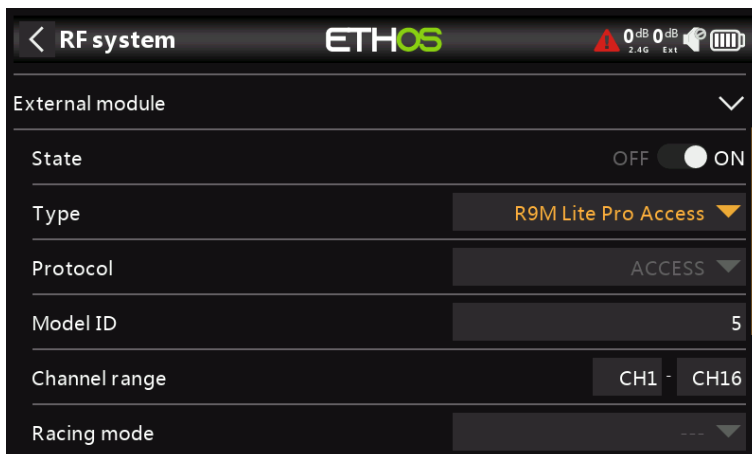 RF system ETHOS 0dB 0dB
2.4G Ext
External module
State OFF ON
Type R9M Lite Pro Access
Protocol ACCESS
Model ID 5
Channel range CH1 - CH16
Racing mode ---